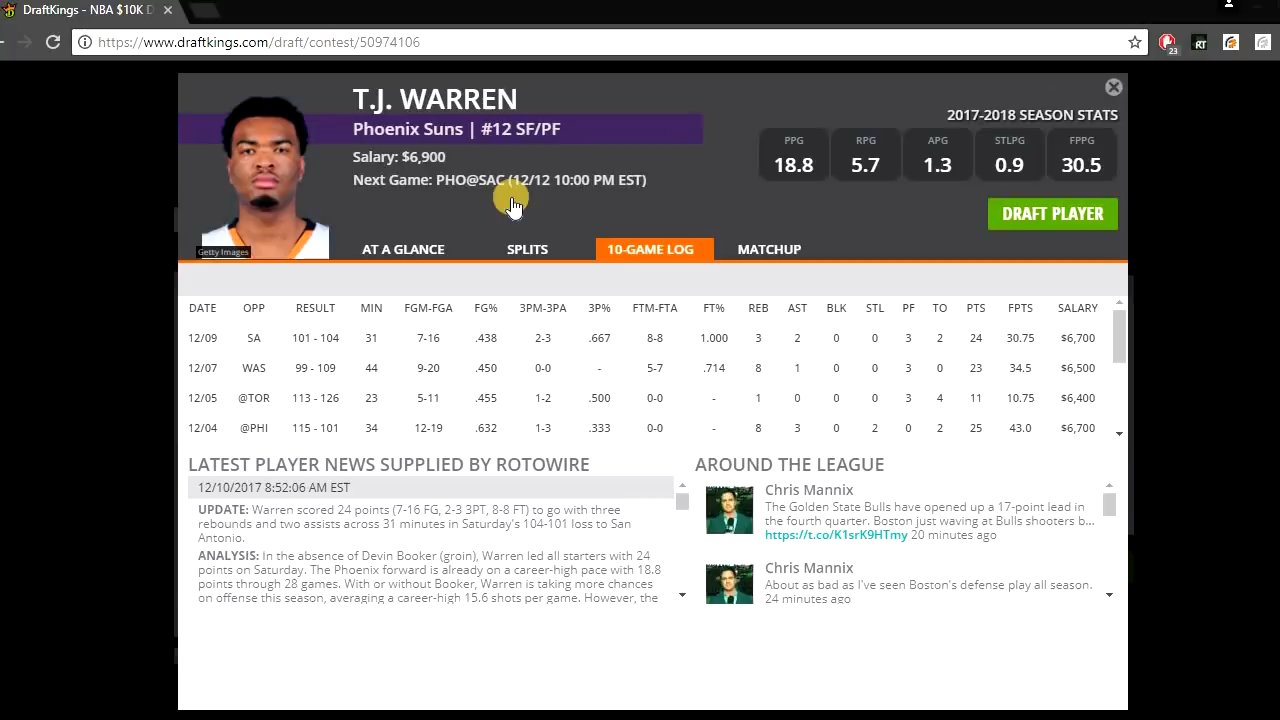 DraftKings - NBA $10K D
https://www.draftkings.com/draft/contest/50974106
23
RT
T.J. WARREN
Phoenix Suns | #12 SF/PF
Salary: $6,900
Next Game: PHO@SAC (12/12 10:00 PM EST)
2017-2018 SEASON STATS
PPG RPG APG STLPG FPPG
18.8 5.7 1.3 0.9 30.5
DRAFT PLAYER
Getty Images
AT A GLANCE SPLITS 10-GAME LOG MATCHUP
DATE OPP RESULT MIN FGM-FGA FG% 3PM-3PA 3P% FTM-FTA FT% REB AST BLK STL PF TO PTS FPTS SALARY
12/09 SA 101 - 104 31 7-16 .438 2-3 .667 8-8 1.000 3 2 0 0 3 2 24 30.75 $6,700
12/07 WAS 99 - 109 44 9-20 .450 0-0 - 5-7 .714 8 1 0 0 3 0 23 34.5 $6,500
12/05 @TOR 113 - 126 23 5-11 .455 1-2 .500 0-0 - 1 0 0 0 3 4 11 10.75 $6,400
12/04 @PHI 115 - 101 34 12-19 .632 1-3 .333 0-0 - 8 3 0 2 0 2 25 43.0 $6,700
LATEST PLAYER NEWS SUPPLIED BY ROTOWIRE
12/10/2017 8:52:06 AM EST
UPDATE: Warren scored 24 points (7-16 FG, 2-3 3PT, 8-8 FT) to go with three
rebounds and two assists across 31 minutes in Saturday's 104-101 loss to San
Antonio.
ANALYSIS: In the absence of Devin Booker (groin), Warren led all starters with 24
points on Saturday. The Phoenix forward is already on a career-high pace with 18.8
points through 28 games. With or without Booker, Warren is taking more chances
on offense this season, averaging a career-high 15.6 shots per game. However, the
AROUND THE LEAGUE
Chris Mannix
The Golden State Bulls have opened up a 17-point lead in
the fourth quarter. Boston just waving at Bulls shooters b...
https://t.co/K1srK9HTmy 20 minutes ago
Chris Mannix
About as bad as I've seen Boston's defense play all season.
24 minutes ago